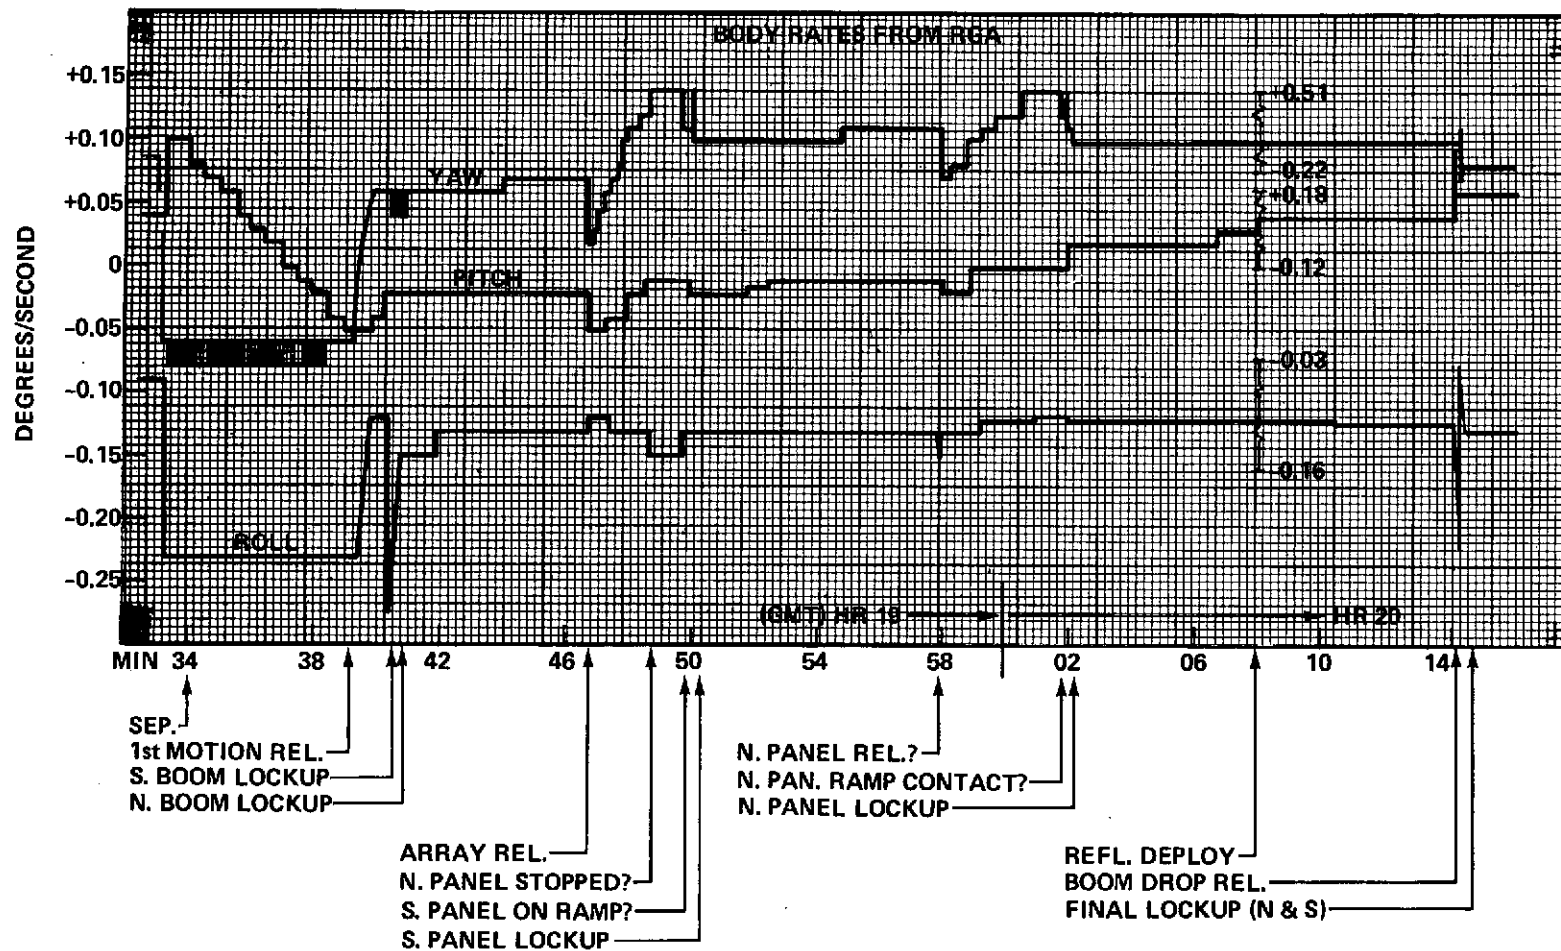 BODY RATES FROM RGA
DEGREES/SECOND
+0.15
+0.10
+0.05
0
-0.05
-0.10
-0.15
-0.20
-0.25
YAW
PITCH
ROLL
+0.51
-0.22
+0.18
-0.12
-0.03
-0.16
(GMT) HR 19
HR 20
MIN 34 38 42 46 50 54 58 02 06 10 14
SEP.
1st MOTION REL.
S. BOOM LOCKUP
N. BOOM LOCKUP
ARRAY REL.
N. PANEL STOPPED?
S. PANEL ON RAMP?
S. PANEL LOCKUP
N. PANEL REL.?
N. PAN. RAMP CONTACT?
N. PANEL LOCKUP
REFL. DEPLOY
BOOM DROP REL.
FINAL LOCKUP (N & S)